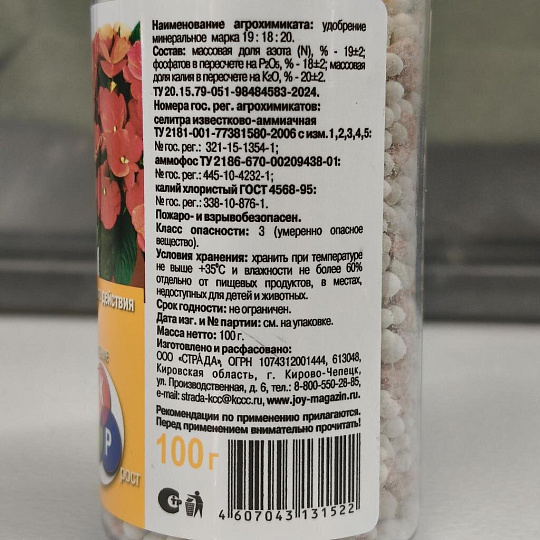 Наименование агрохимиката: удобрение
минеральное марка 19 : 18 : 20.
Состав: массовая доля азота (N), % - 19±2;
фосфатов в пересчете на P₂O₅, % - 18±2; массовая
доля калия в пересчете на K₂O, % - 20±2.
ТУ 20.15.79-051-98484583-2024.
Номера гос. рег. агрохимикатов:
селитра известково-аммиачная
ТУ 2181-001-77381580-2006 с изм.1,2,3,4,5:
№ гос. рег.: 321-15-1354-1;
аммофос ТУ 2186-670-00209438-01:
№ гос. рег.: 445-10-4232-1;
калий хлористый ГОСТ 4568-95:
№ гос. рег.: 338-10-876-1.
Пожаро- и взрывобезопасен.
Класс опасности: 3 (умеренно опасное
вещество).
Условия хранения: хранить при температуре
не выше +35°С и влажности не более 60%
отдельно от пищевых продуктов, в местах,
недоступных для детей и животных.
Срок годности: не ограничен.
Дата изг. и № партии: см. на упаковке.
Масса нетто: 100 г.
Изготовлено и расфасовано:
ООО «СТРАДА», ОГРН 1074312001444, 613048,
Кировская область, г. Кирово-Чепецк,
ул. Производственная, д. 6, тел.: 8-800-550-28-85,
e-mail: strada-kcc@kccc.ru, www.joy-magazin.ru.
Рекомендации по применению прилагаются.
Перед применением внимательно прочитать!
100 г
4 607043 131522
действия
P
рост